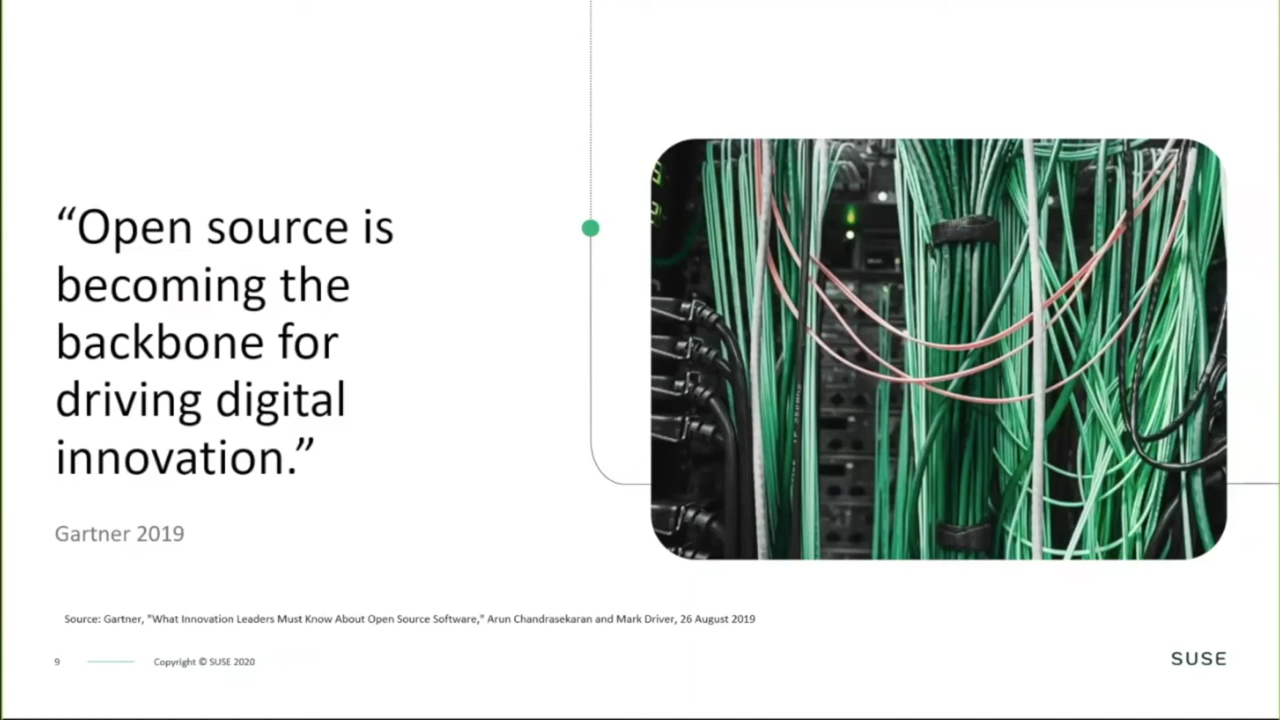 “Open source is
becoming the
backbone for
driving digital
innovation.”
Gartner 2019
Source: Gartner, "What Innovation Leaders Must Know About Open Source Software," Arun Chandrasekaran and Mark Driver, 26 August 2019
9
Copyright © SUSE 2020
SUSE